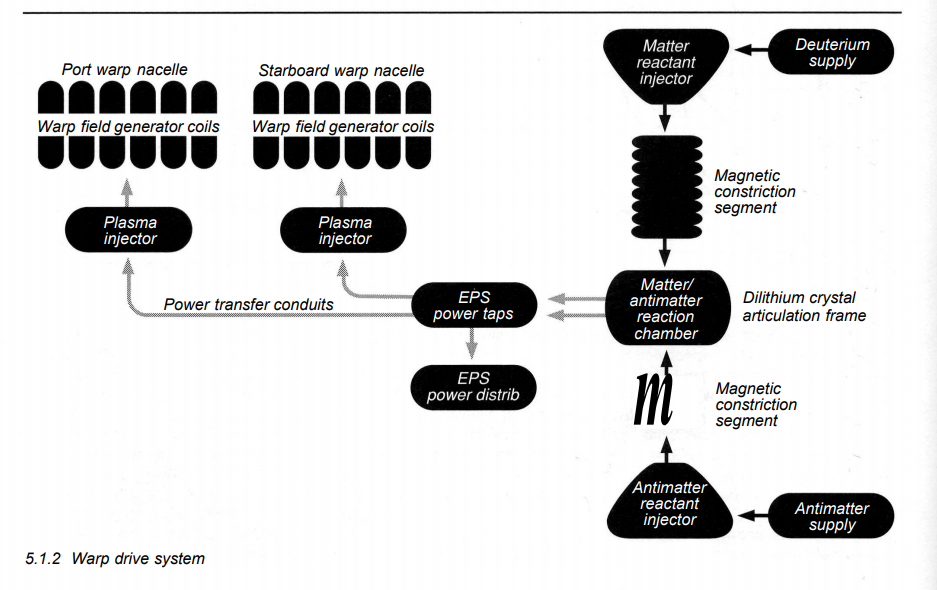 Port warp nacelle
Warp field generator coils
Plasma
injector
Starboard warp nacelle
Warp field generator coils
Plasma
injector
Power transfer conduits
EPS
power taps
EPS
power distrib
Matter
reactant
injector
Deuterium
supply
Magnetic
constriction
segment
Matter/
antimatter
reaction
chamber
Dilithium crystal
articulation frame
m
Magnetic
constriction
segment
Antimatter
reactant
injector
Antimatter
supply
5.1.2 Warp drive system